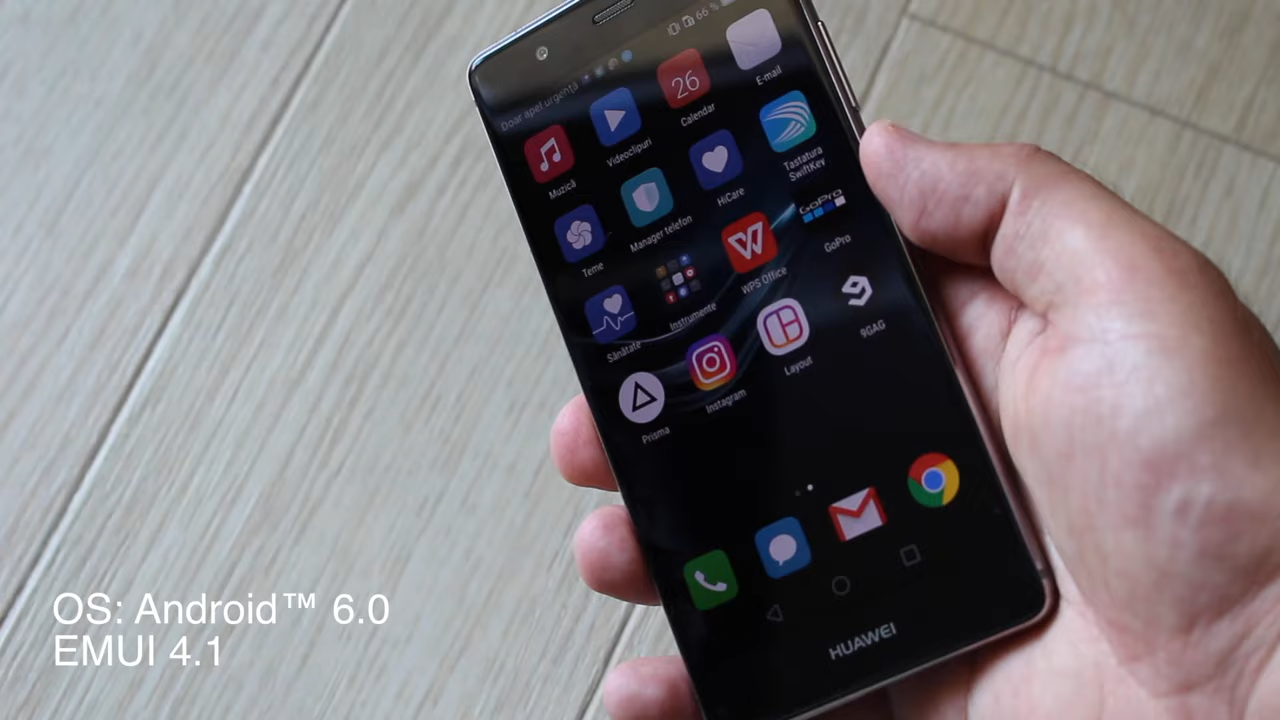 Doar apel urgență
66 %
26
Muzică
Videoclipuri
Calendar
E-mail
Teme
Manager telefon
HiCare
Tastatura
SwiftKey
Sănătate
Instrumente
WPS Office
GoPro
GoPro
Prisma
Instagram
Layout
9GAG
HUAWEI
OS: Android™ 6.0
EMUI 4.1